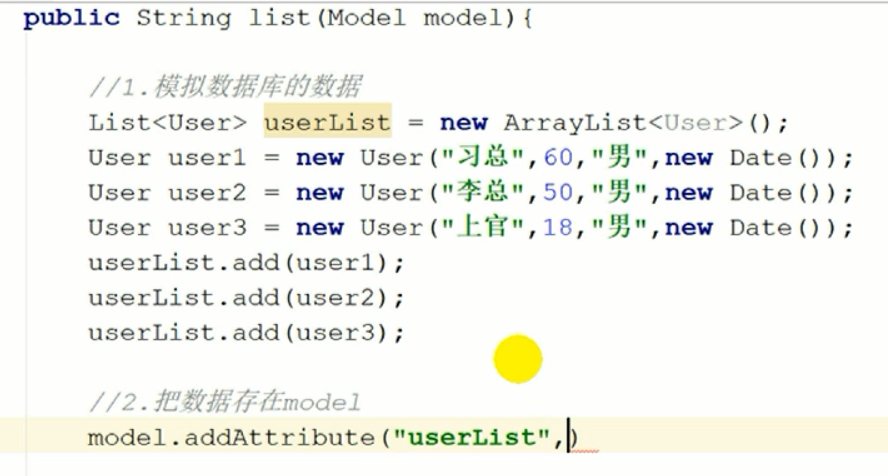 public String list(Model model){
//1.模拟数据库的数据
List<User> userList = new ArrayList<User>();
User user1 = new User("习总",60,"男",new Date());
User user2 = new User("李总",50,"男",new Date());
User user3 = new User("上官",18,"男",new Date());
userList.add(user1);
userList.add(user2);
userList.add(user3);
//2.把数据存在model
model.addAttribute("userList",)